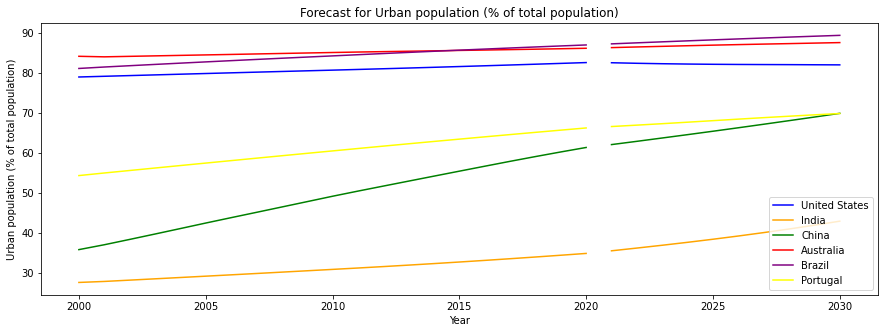 Forecast for Urban population (% of total population)
Urban population (% of total population)
90
80
70
60
50
40
30
2000
2005
2010
2015
2020
2025
2030
Year
United States
India
China
Australia
Brazil
Portugal